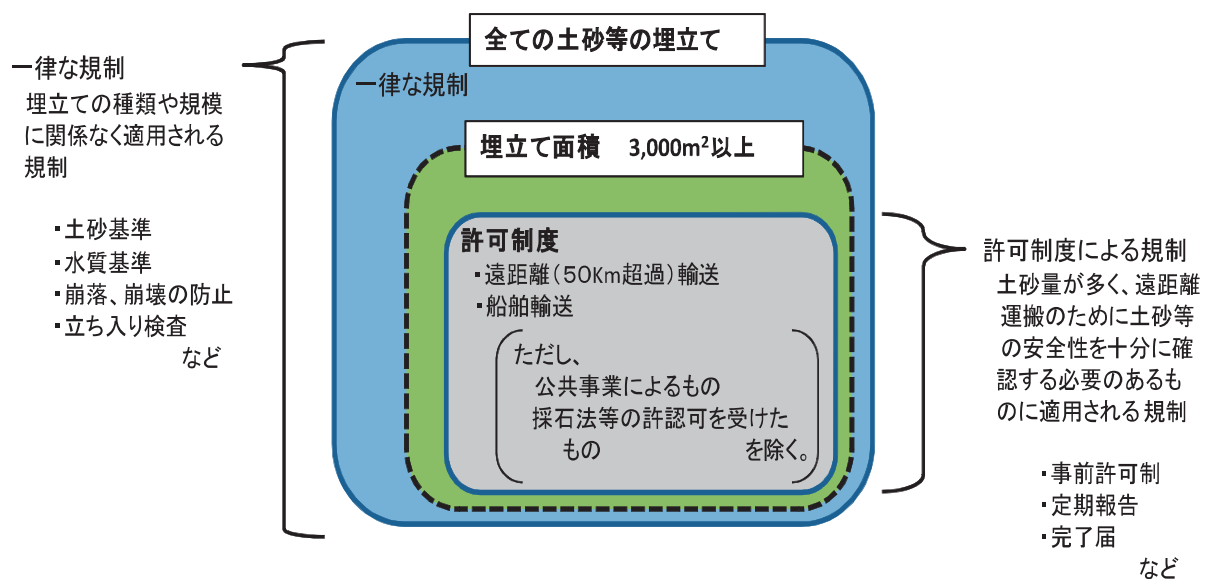 一律な規制
埋立ての種類や規模
に関係なく適用される
規制
・土砂基準
・水質基準
・崩落、崩壊の防止
・立ち入り検査
など
全ての土砂等の埋立て
一律な規制
埋立て面積　3,000m²以上
許可制度
・遠距離（50Km超過）輸送
・船舶輸送
ただし、
公共事業によるもの
採石法等の許認可を受けた
もの　　　　　を除く。
許可制度による規制
土砂量が多く、遠距離
運搬のために土砂等
の安全性を十分に確
認する必要のあるも
のに適用される規制
・事前許可制
・定期報告
・完了届
など